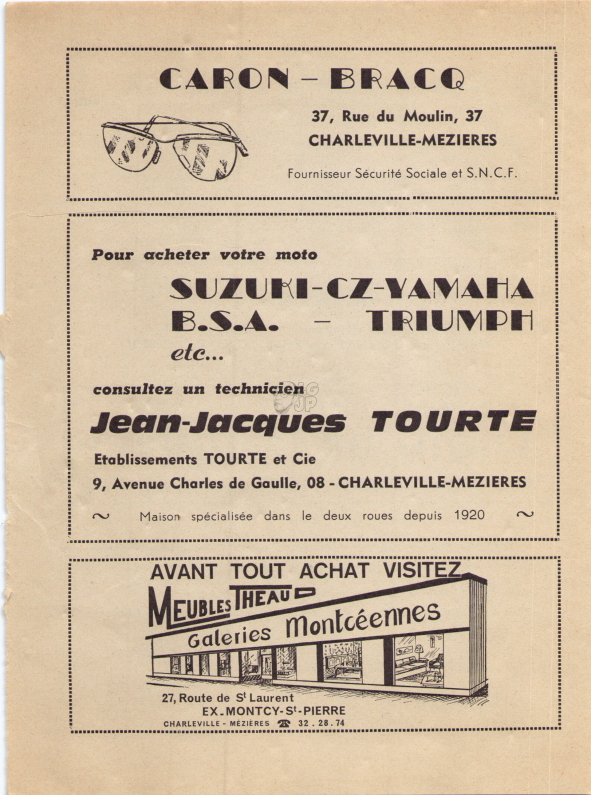 CARON - BRACQ
37, Rue du Moulin, 37
CHARLEVILLE-MEZIERES
Fournisseur Sécurité Sociale et S.N.C.F.
Pour acheter votre moto
SUZUKI-CZ-YAMAHA
B.S.A. - TRIUMPH
etc...
consultez un technicien
Jean-Jacques TOURTE
Etablissements TOURTE et Cie
9, Avenue Charles de Gaulle, 08 - CHARLEVILLE-MEZIERES
~ Maison spécialisée dans le deux roues depuis 1920 ~
AVANT TOUT ACHAT VISITEZ
MEUBLES THEAUD
Galeries Montcéennes
27, Route de St Laurent
EX-MONTCY-St-PIERRE
CHARLEVILLE - MÉZIÈRES ☎ 32.28.74